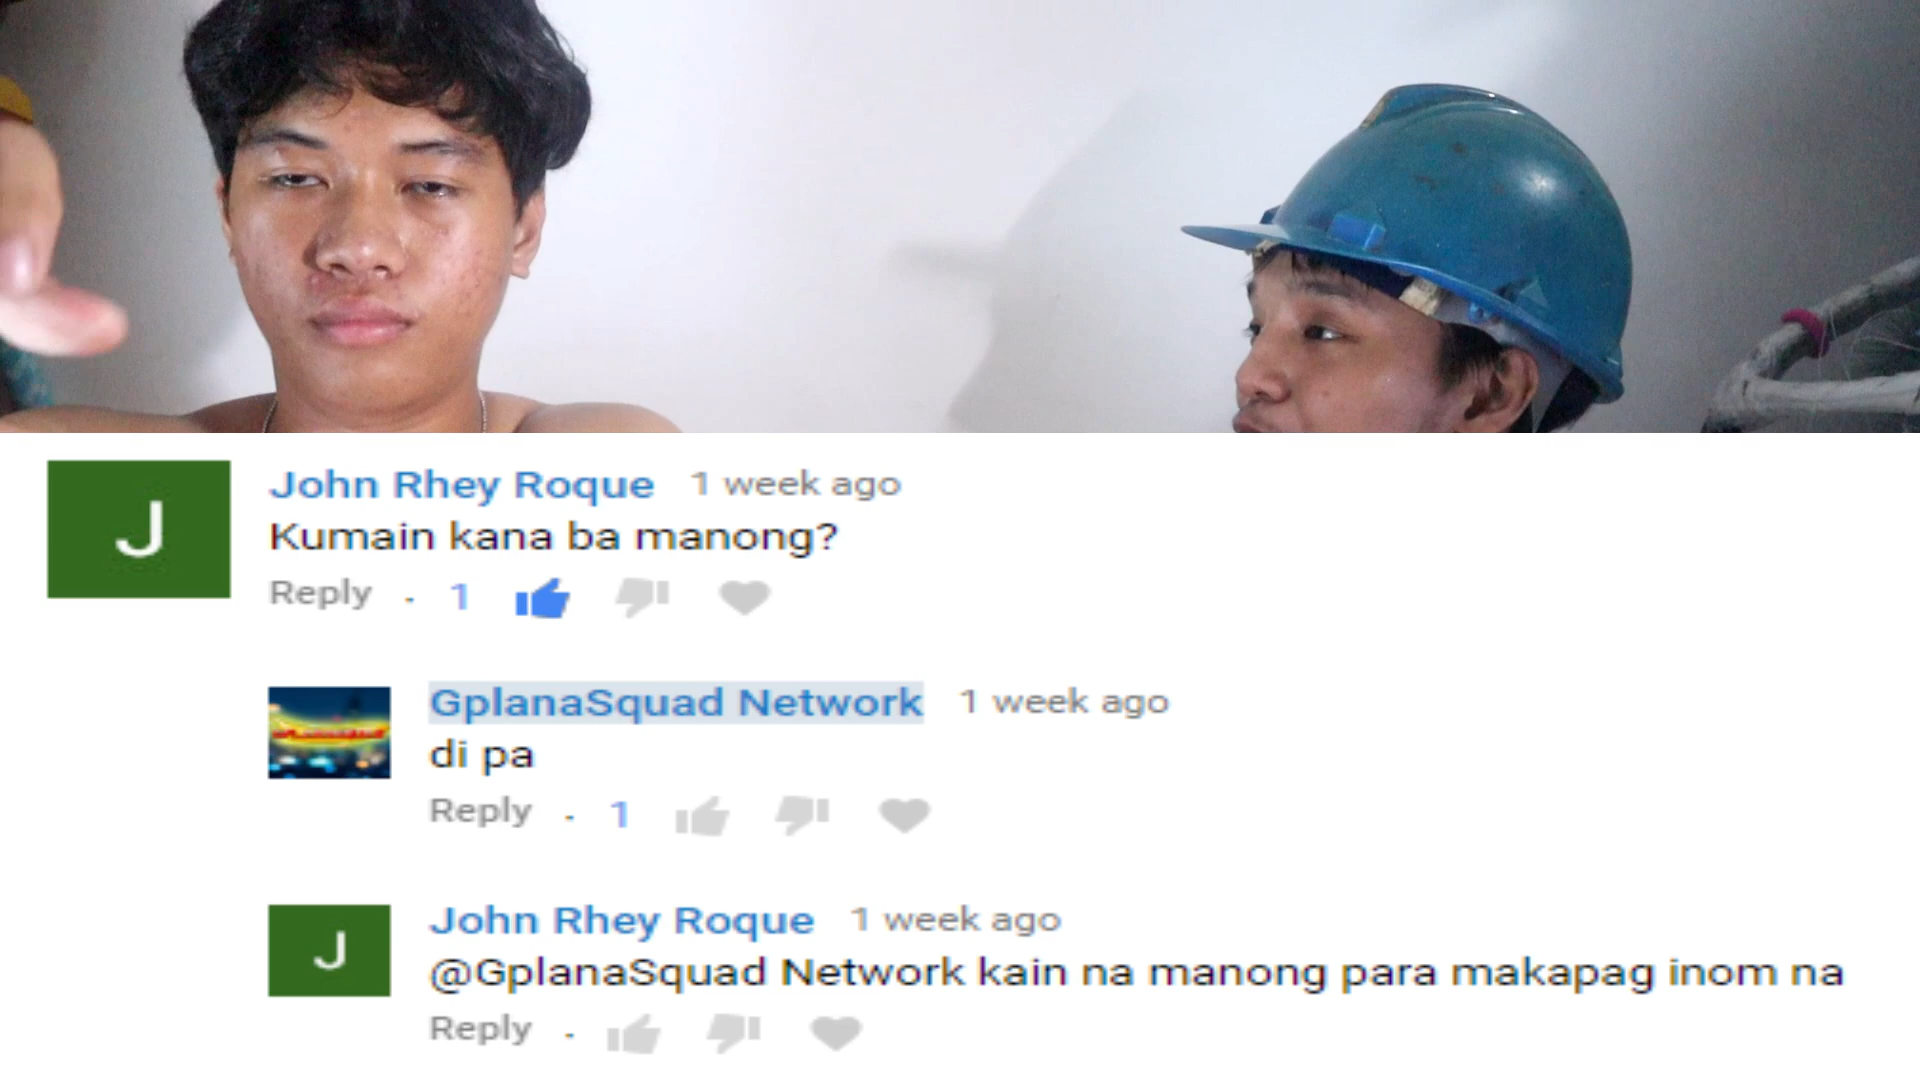 J
John Rhey Roque 1 week ago
Kumain kana ba manong?
Reply . 1
GplanaSquad Network 1 week ago
di pa
Reply . 1
J
John Rhey Roque 1 week ago
@GplanaSquad Network kain na manong para makapag inom na
Reply .